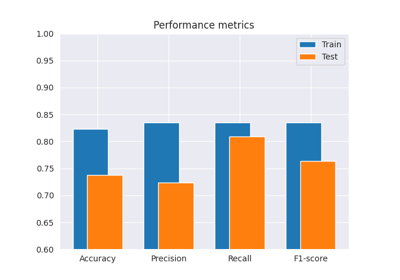 Performance metrics
1.00
0.95
0.90
0.85
0.80
0.75
0.70
0.65
0.60
Train
Test
Accuracy Precision Recall F1-score